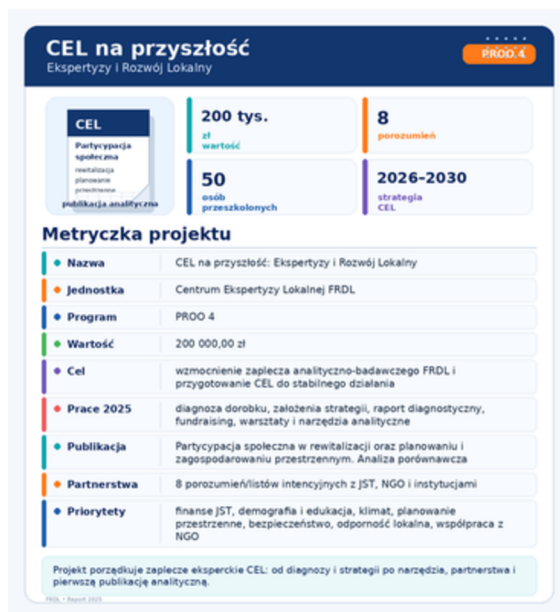 CEL na przyszłość
Ekspertyzy i Rozwój Lokalny
PROO 4
CEL
Partycypacja
społeczna
rewitalizacja
planowanie
przestrzenne
publikacja analityczna
200 tys.
zł
wartość
8
porozumień
50
osób
przeszkolonych
2026–2030
strategia
CEL
Metryczka projektu
Nazwa
CEL na przyszłość: Ekspertyzy i Rozwój Lokalny
Jednostka
Centrum Ekspertyzy Lokalnej FRDL
Program
PROO 4
Wartość
200 000,00 zł
Cel
wzmocnienie zaplecza analityczno-badawczego FRDL i
przygotowanie CEL do stabilnego działania
Prace 2025
diagnoza dorobku, założenia strategii, raport diagnostyczny,
fundraising, warsztaty i narzędzia analityczne
Publikacja
Partycypacja społeczna w rewitalizacji oraz planowaniu i
zagospodarowaniu przestrzennym. Analiza porównawcza
Partnerstwa
8 porozumień/listów intencyjnych z JST, NGO i instytucjami
Priorytety
finanse JST, demografia i edukacja, klimat, planowanie
przestrzenne, bezpieczeństwo, odporność lokalna, współpraca z
NGO
Projekt porządkuje zaplecze eksperckie CEL: od diagnozy i strategii po narzędzia, partnerstwa i
pierwszą publikację analityczną.
FRDL • Raport 2025